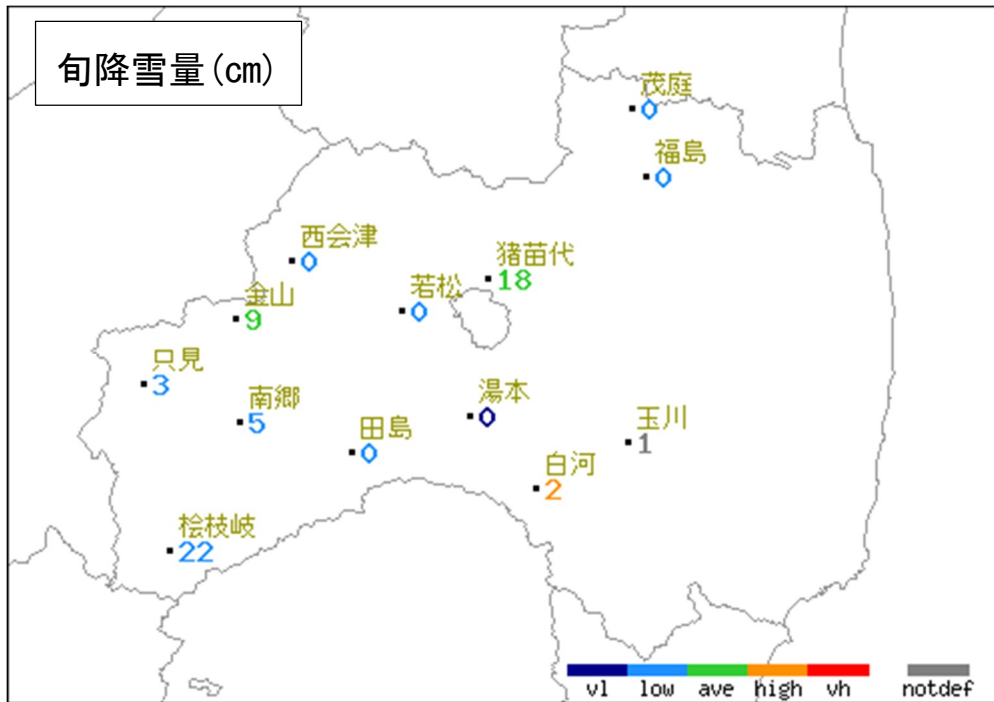 旬降雪量(cm)
茂庭
0
福島
0
西会津
0
猪苗代
18
若松
0
金山
9
只見
3
南郷
5
湯本
0
田島
0
玉川
1
白河
2
桧枝岐
22
vl low ave high vh notdef